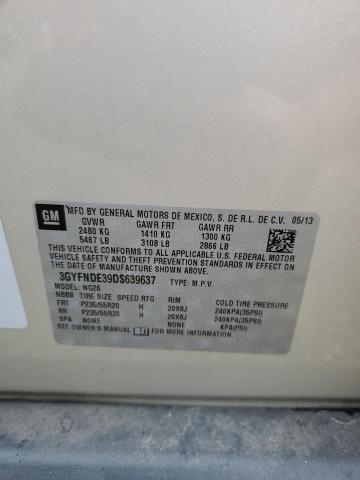 GM
MFD BY GENERAL MOTORS DE MEXICO, S. DE R.L. DE C.V. 05/13
GVWR GAWR FRT GAWR RR
2480 KG 1410 KG 1300 KG
5467 LB 3108 LB 2866 LB
THIS VEHICLE CONFORMS TO ALL APPLICABLE U.S. FEDERAL MOTOR
VEHICLE SAFETY AND THEFT PREVENTION STANDARDS IN EFFECT ON
THE DATE OF MANUFACTURE SHOWN ABOVE.
3GYFNDE39DS639637 TYPE: M.P.V.
MODEL: NG26
NBBB TIRE SIZE SPEED RTG RIM COLD TIRE PRESSURE
FRT P235/55R20 H 20X8J 240KPA(35PSI)
RR P235/55R20 H 20X8J 240KPA(35PSI)
SPA NONE NONE KPA(PSI)
SEE OWNER'S MANUAL FOR MORE INFORMATION.